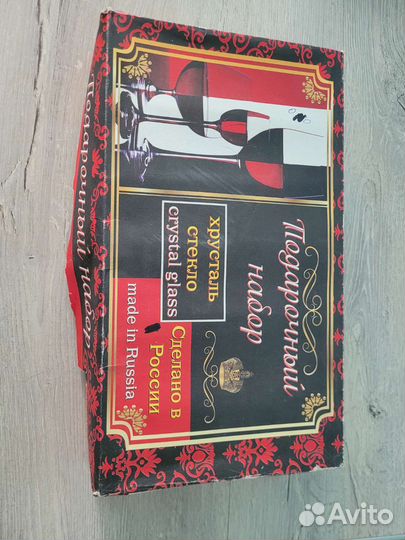 Подарочный набор
Подарочный
набор
хрусталь
стекло
crystal glass
Сделано в
России
made in Russia
Avito